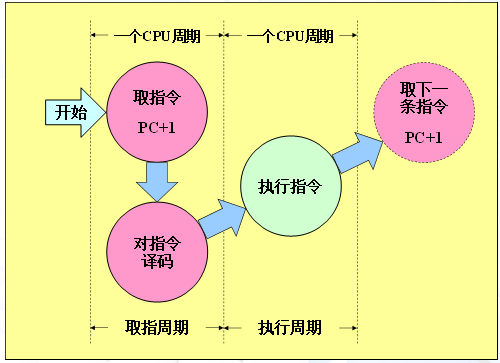 一个CPU周期
一个CPU周期
开始
取指令
PC+1
取下一
条指令
PC+1
执行指令
对指令
译码
取指周期
执行周期